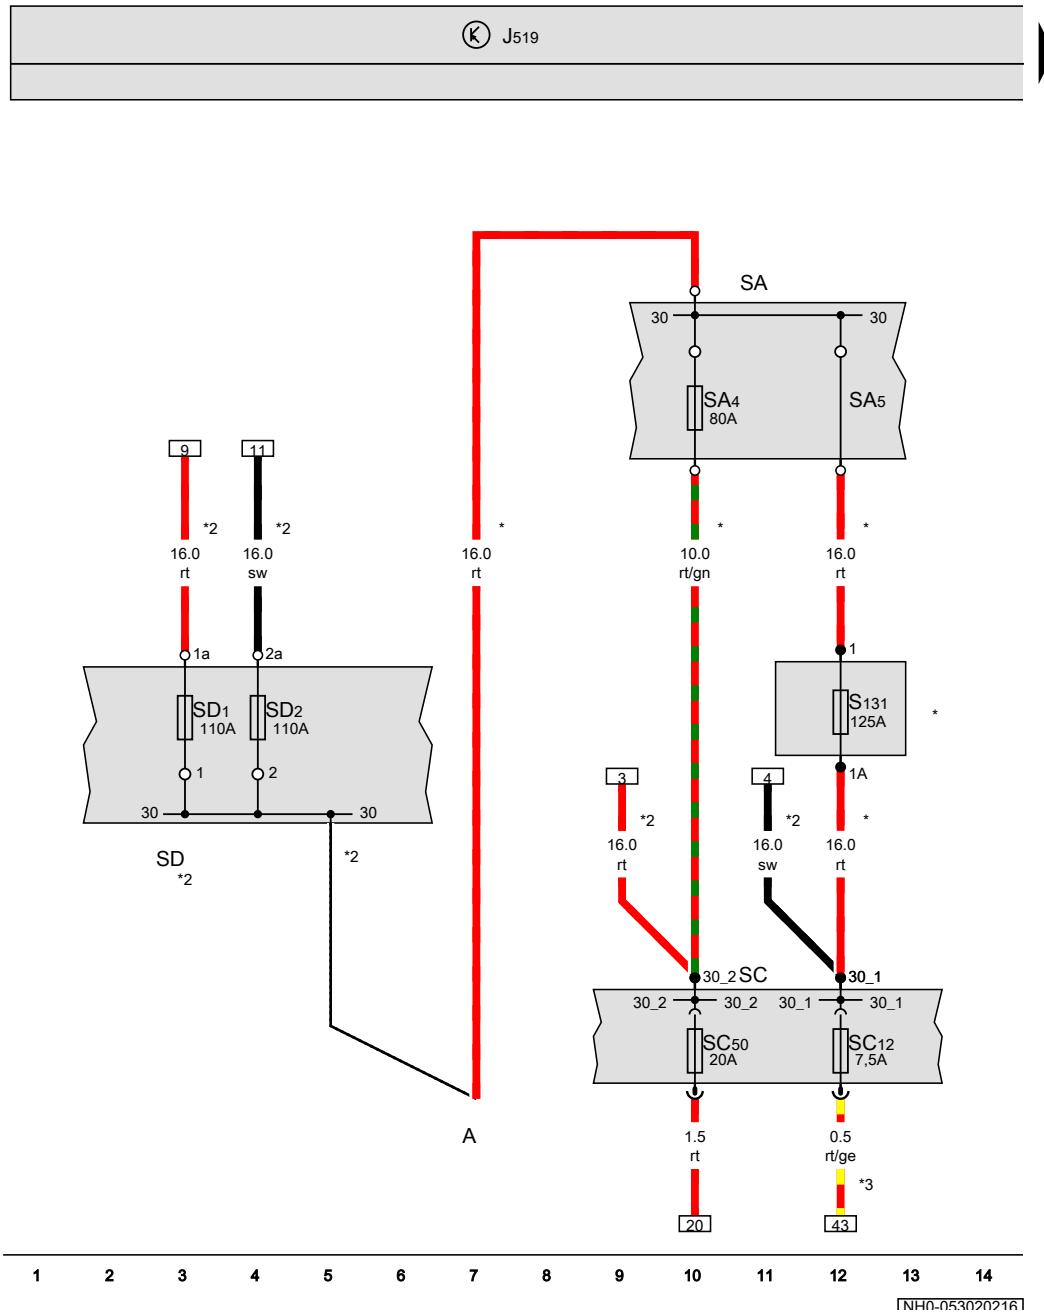 J519
SA
30 30
SA4 SA5
80A
9 11
*2 *2 * * *
16.0 16.0 16.0 10.0 16.0
rt sw rt rt/gn rt
1a 2a 1
SD1 SD2 S131
110A 110A 125A
*
1 2 3 4 1A
30 30 *2 *2 *
16.0 16.0 16.0
SD *2 rt sw rt
*2
30_2 SC 30_1
30_2 30_2 30_1 30_1
SC50 SC12
20A 7,5A
A 1.5 0.5
rt rt/ge
*3
20 43
1 2 3 4 5 6 7 8 9 10 11 12 13 14
NH0-053020216